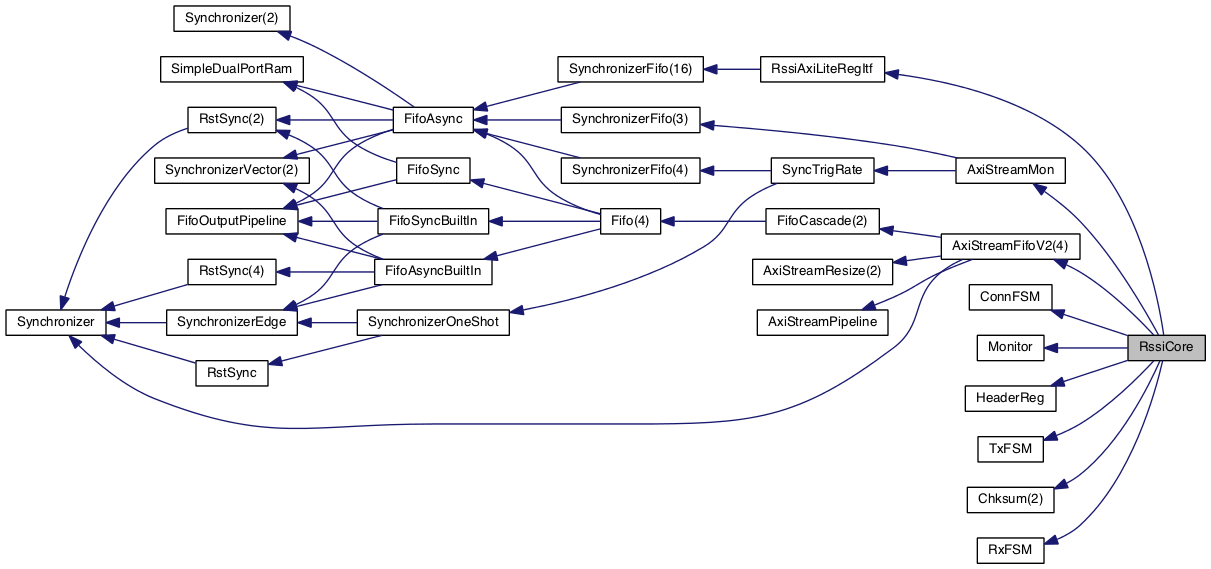 Synchronizer(2)
SimpleDualPortRam
SynchronizerFifo(16)
RssiAxiLiteRegItf
RstSync(2)
FifoAsync
SynchronizerFifo(3)
SynchronizerVector(2)
FifoSync
SynchronizerFifo(4)
SyncTrigRate
AxiStreamMon
FifoOutputPipeline
FifoSyncBuiltIn
Fifo(4)
FifoCascade(2)
AxiStreamFifoV2(4)
RstSync(4)
FifoAsyncBuiltIn
AxiStreamResize(2)
ConnFSM
Synchronizer
SynchronizerEdge
SynchronizerOneShot
AxiStreamPipeline
Monitor
RssiCore
RstSync
HeaderReg
TxFSM
Chksum(2)
RxFSM